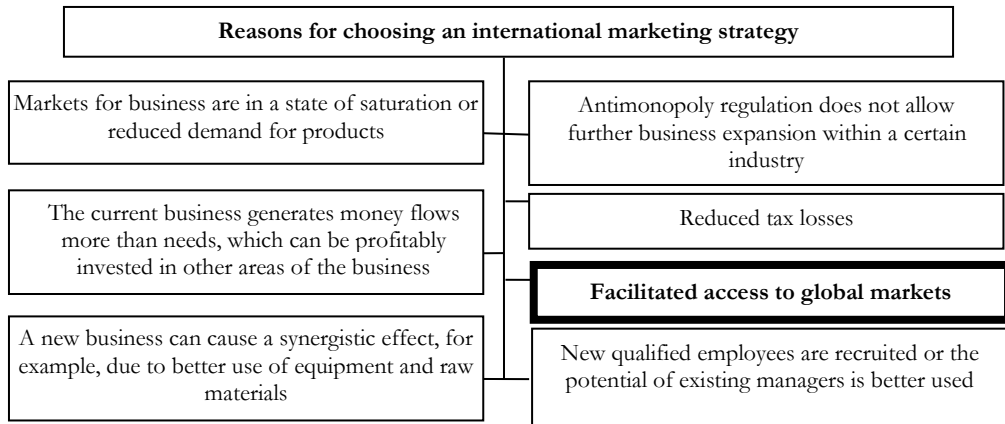 Reasons for choosing an international marketing strategy
Markets for business are in a state of saturation or
reduced demand for products
The current business generates money flows
more than needs, which can be profitably
invested in other areas of the business
A new business can cause a synergistic effect, for
example, due to better use of equipment and raw
materials
Antimonopoly regulation does not allow
further business expansion within a certain
industry
Reduced tax losses
Facilitated access to global markets
New qualified employees are recruited or the
potential of existing managers is better used